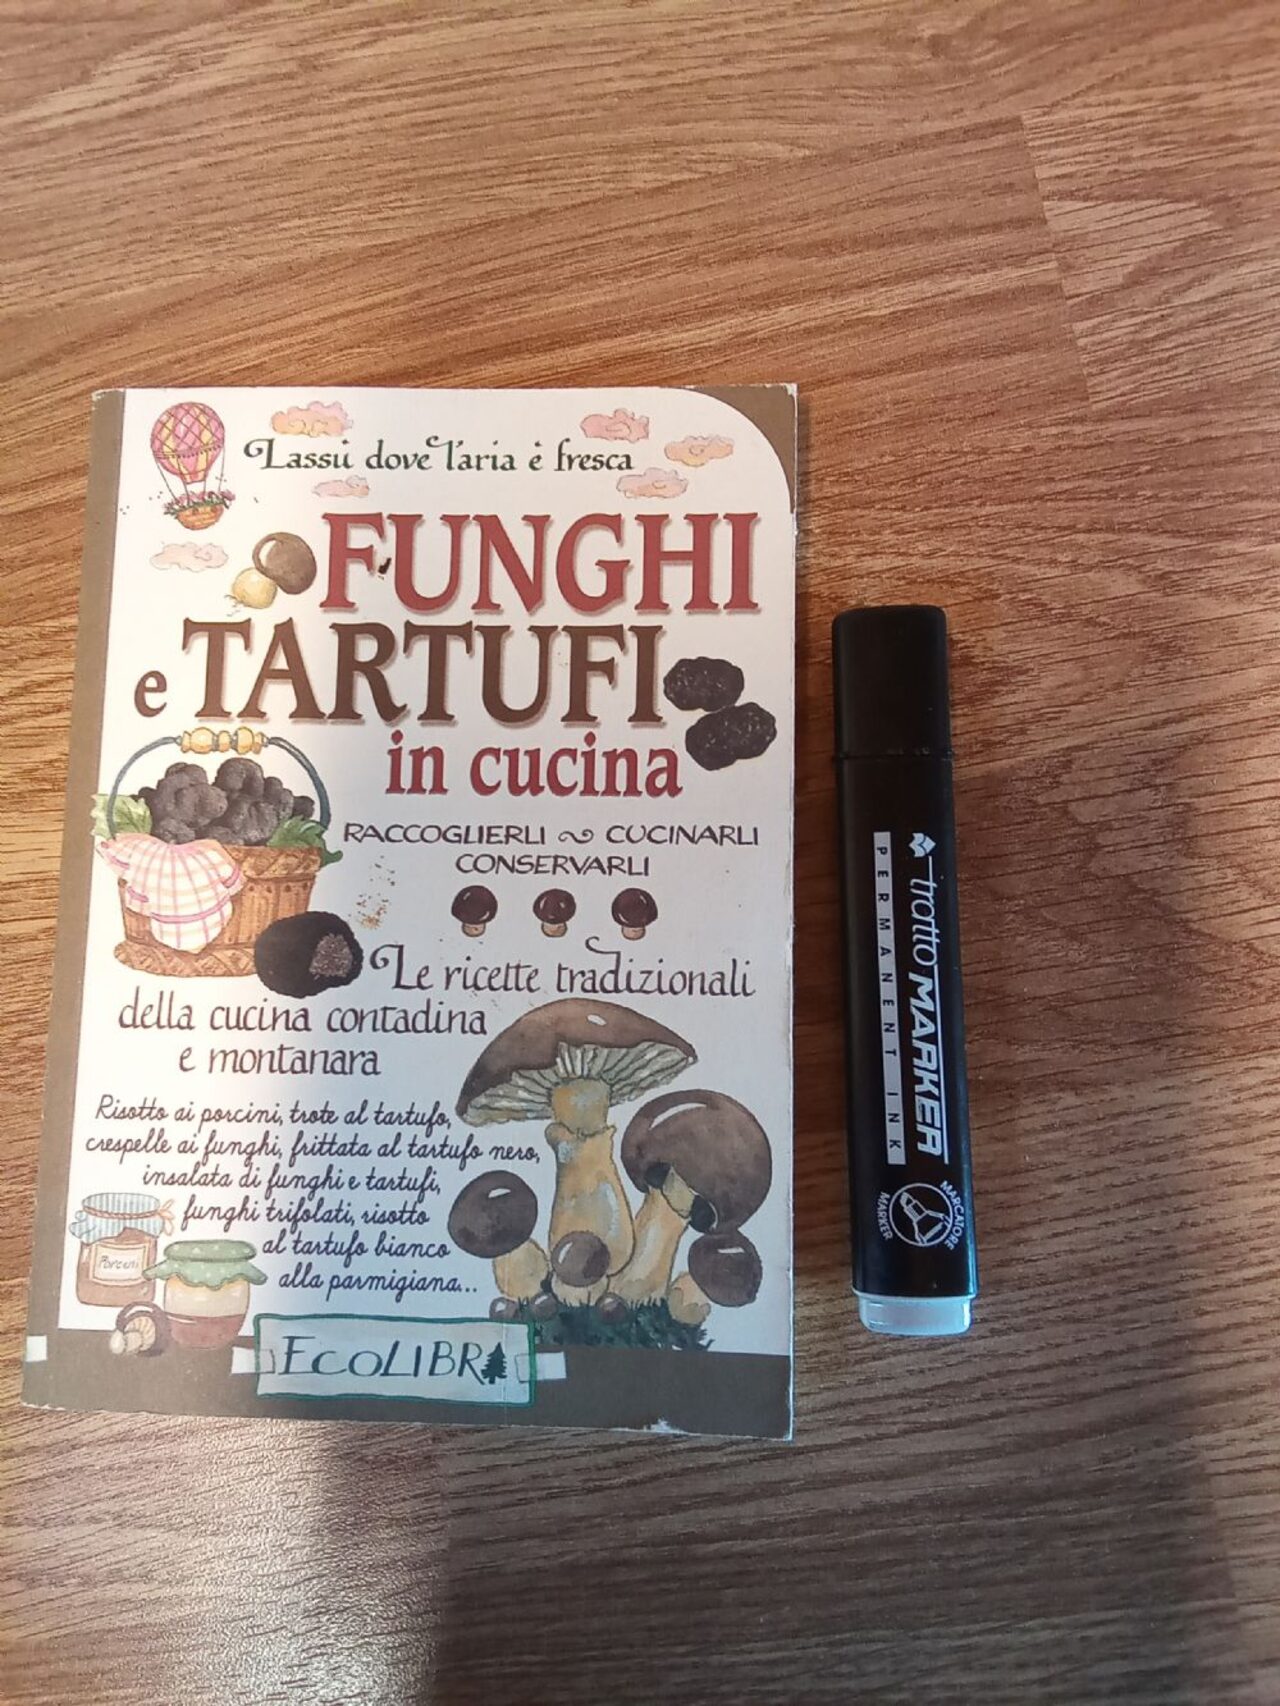 Lassù dove l'aria è fresca
FUNGHI
e TARTUFI
in cucina
RACCOGLIERLI ~ CUCINARLI
CONSERVARLI
Le ricette tradizionali
della cucina contadina
e montanara
Risotto ai porcini, trote al tartufo,
crespelle ai funghi, frittata al tartufo nero,
insalata di funghi e tartufi,
funghi trifolati, risotto
al tartufo bianco
alla parmigiana...
Porcini
ECOLIBRI
tratto MARKER
PERMANENT INK
MARCATORE
MARKER